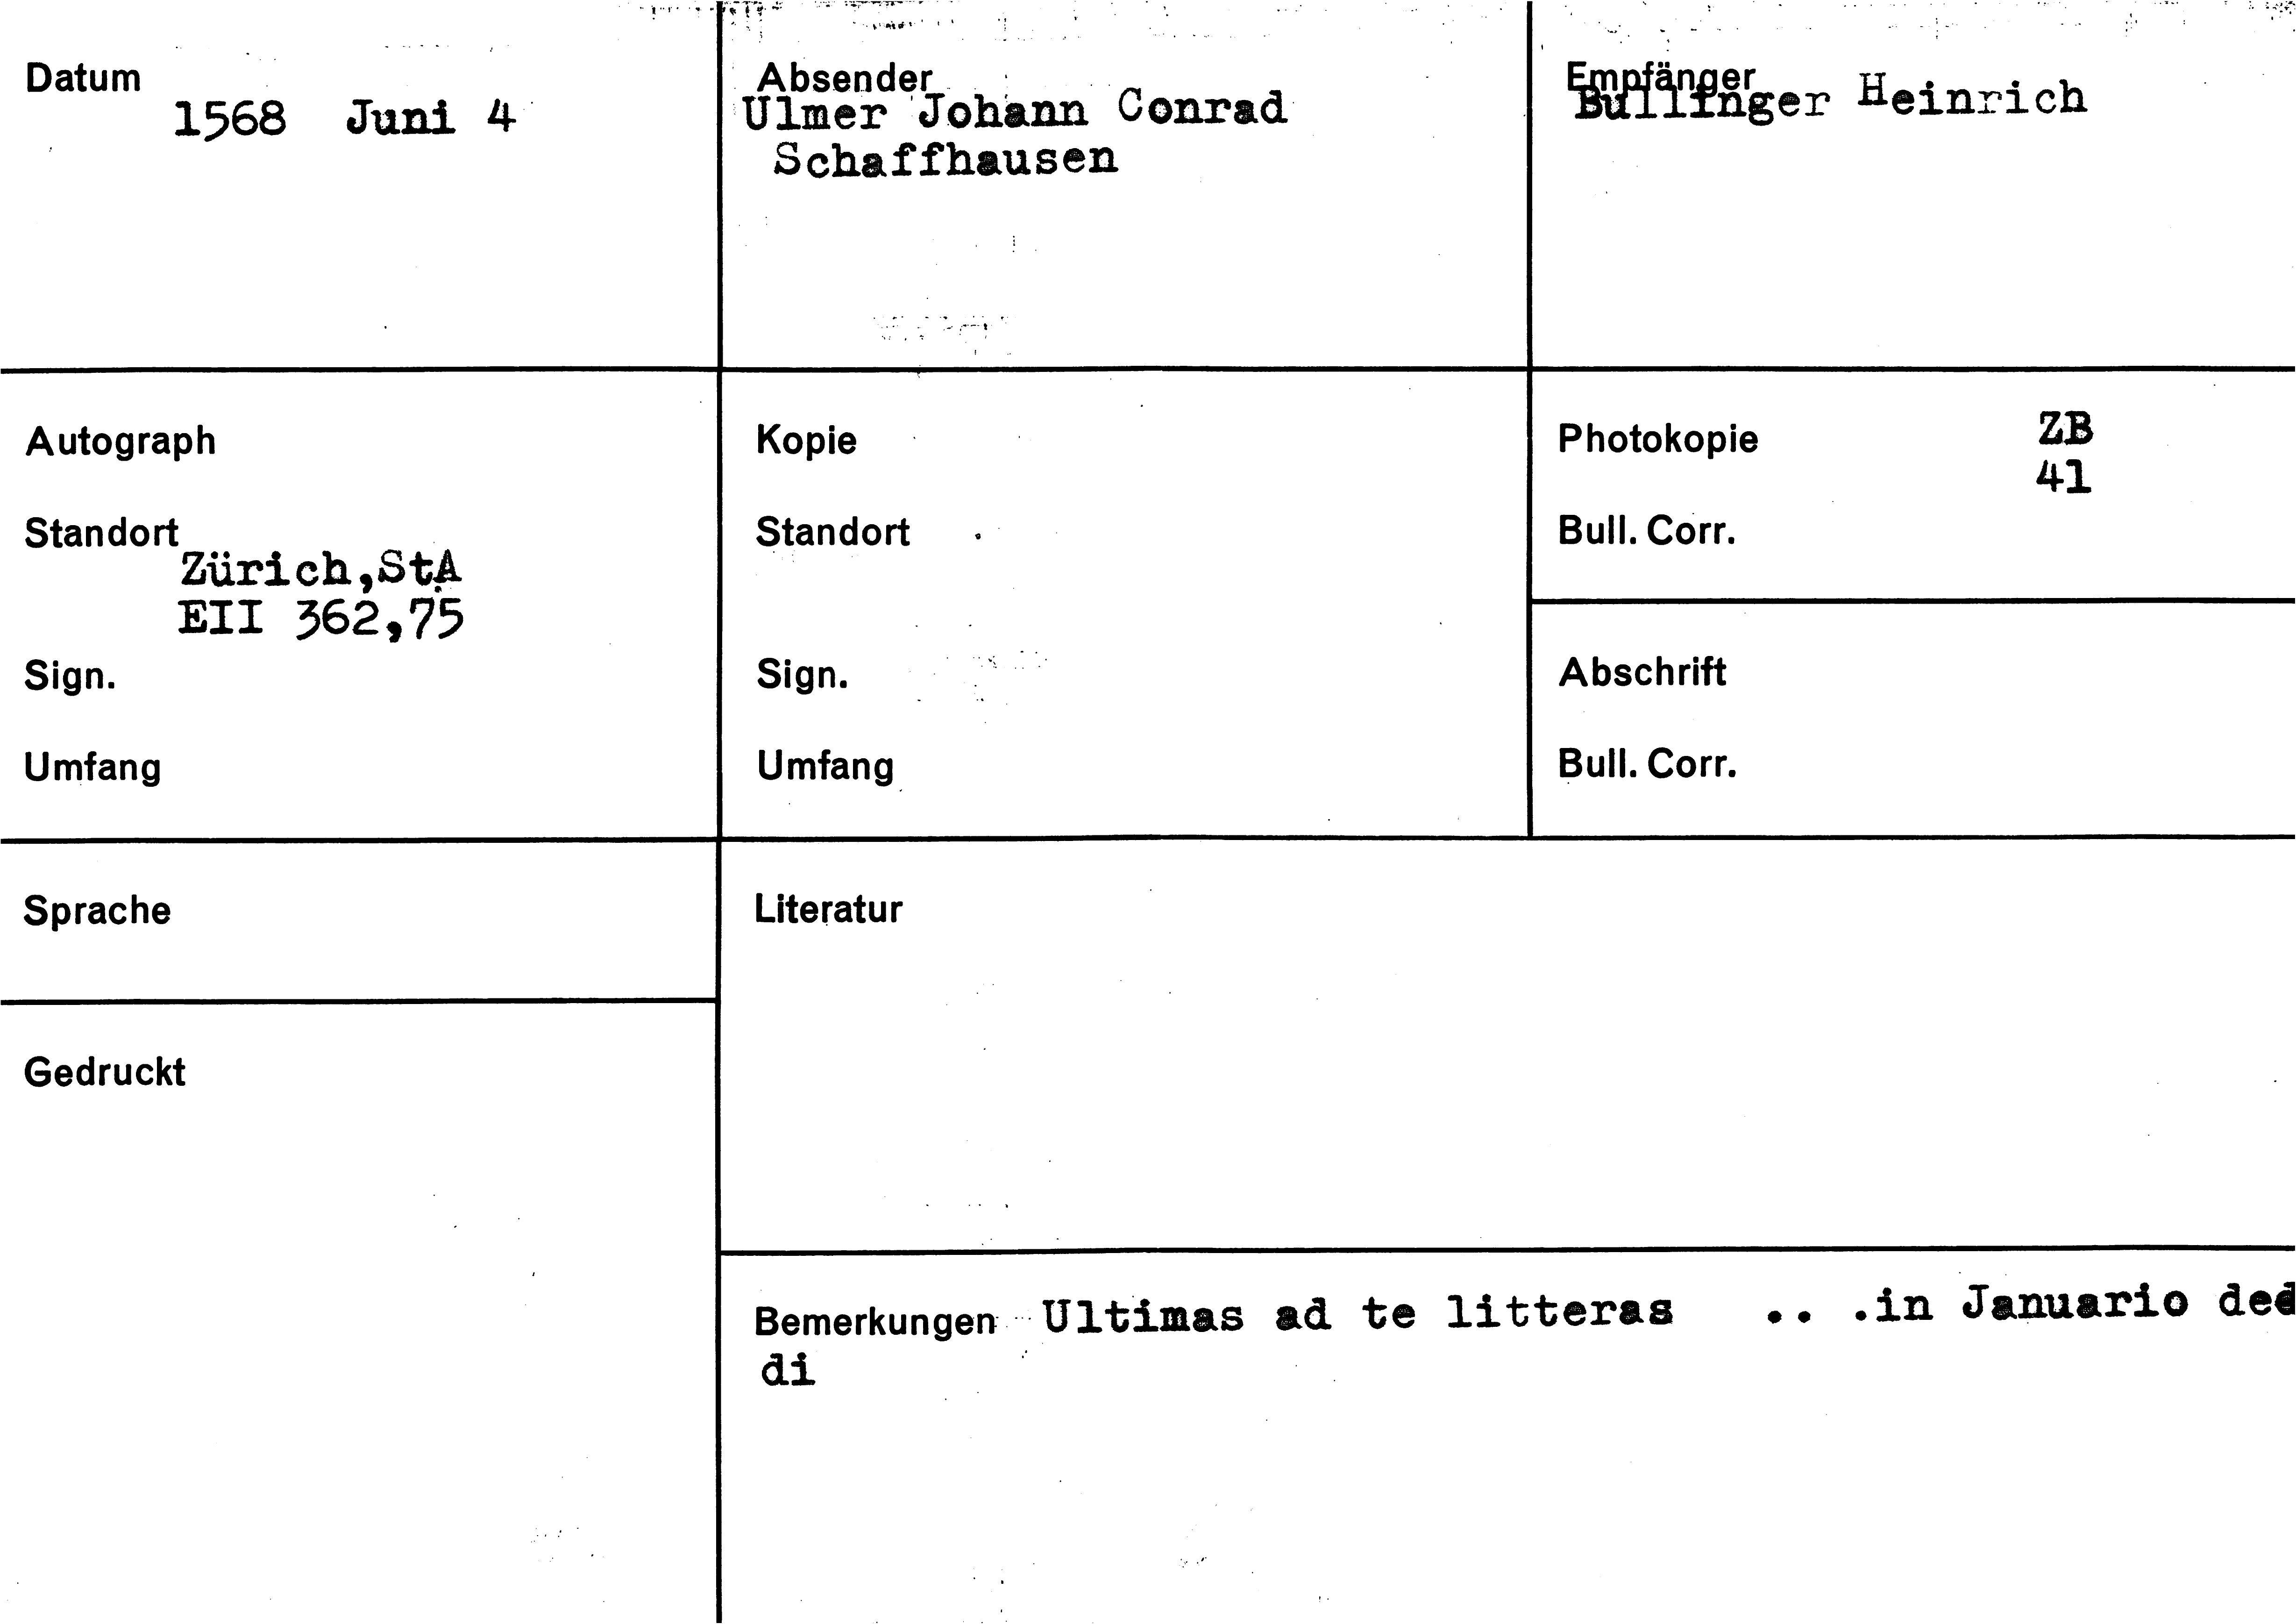 Datum
1568 Juni 4
Absender
Ulmer Johann Conrad
Schaffhausen
Empfänger
Bullinger Heinrich
Autograph
Standort
Zürich,StA
EII 362,75
Sign.
Umfang
Kopie
Standort
Sign.
Umfang
Photokopie ZB
41
Bull. Corr.
Abschrift
Bull. Corr.
Sprache
Gedruckt
Literatur
Bemerkungen Ultimas ad te litteras .. .in Januario ded
di